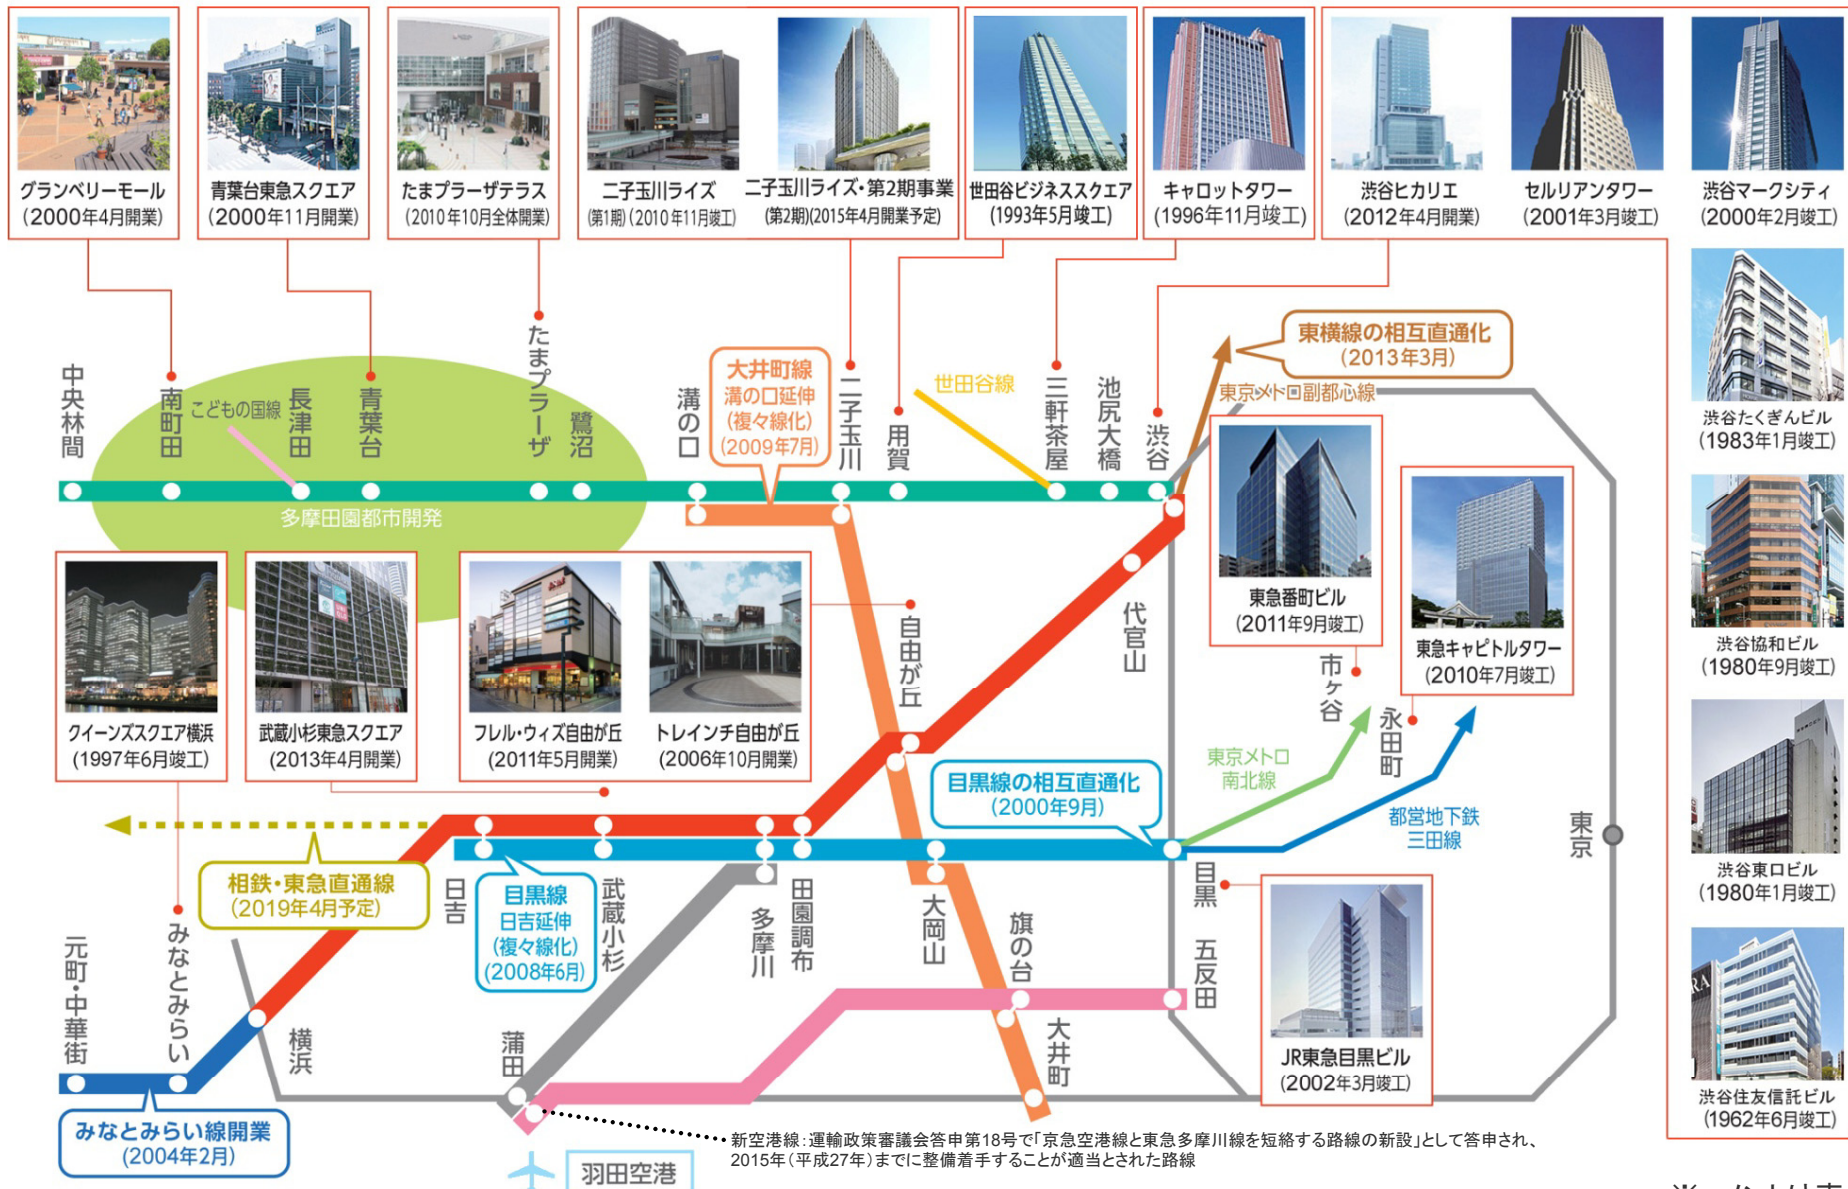 グランベリーモール
(2000年4月開業)
青葉台東急スクエア
(2000年11月開業)
たまプラーザテラス
(2010年10月全体開業)
二子玉川ライズ
(第1期)(2010年11月竣工)
二子玉川ライズ・第2期事業
(第2期)(2015年4月開業予定)
世田谷ビジネススクエア
(1993年5月竣工)
キャロットタワー
(1996年11月竣工)
渋谷ヒカリエ
(2012年4月開業)
セルリアンタワー
(2001年3月竣工)
渋谷マークシティ
(2000年2月竣工)
渋谷たくぎんビル
(1983年1月竣工)
渋谷協和ビル
(1980年9月竣工)
渋谷東口ビル
(1980年1月竣工)
渋谷住友信託ビル
(1962年6月竣工)
中央林間
南町田
こどもの国線
長津田
青葉台
たまプラーザ
鷺沼
溝の口
大井町線
溝の口延伸
(複々線化)
(2009年7月)
二子玉川
用賀
世田谷線
三軒茶屋
池尻大橋
渋谷
東横線の相互直通化
(2013年3月)
東京メトロ副都心線
多摩田園都市開発
クイーンズスクエア横浜
(1997年6月竣工)
武蔵小杉東急スクエア
(2013年4月開業)
フレル・ウィズ自由が丘
(2011年5月開業)
トレインチ自由が丘
(2006年10月開業)
自由が丘
代官山
東急番町ビル
(2011年9月竣工)
東急キャピトルタワー
(2010年7月竣工)
市ヶ谷
永田町
東京メトロ
南北線
都営地下鉄
三田線
目黒線の相互直通化
(2000年9月)
東京
相鉄・東急直通線
(2019年4月予定)
日吉
目黒線
日吉延伸
(複々線化)
(2008年6月)
武蔵小杉
多摩川
田園調布
大岡山
旗の台
目黒
五反田
JR東急目黒ビル
(2002年3月竣工)
元町・中華街
みなとみらい
横浜
蒲田
大井町
みなとみらい線開業
(2004年2月)
新空港線：運輸政策審議会答申第18号で「京急空港線と東急多摩川線を短絡する路線の新設」として答申され、
2015年(平成27年)までに整備着手することが適当とされた路線
羽田空港